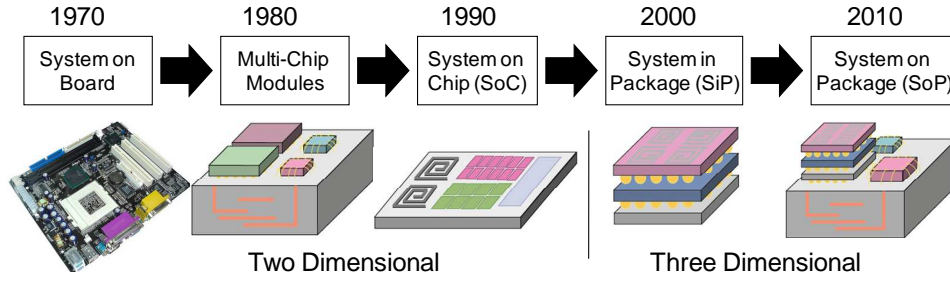 1970
1980
1990
2000
2010
System on
Board
Multi-Chip
Modules
System on
Chip (SoC)
System in
Package (SiP)
System on
Package (SoP)
Two Dimensional
Three Dimensional